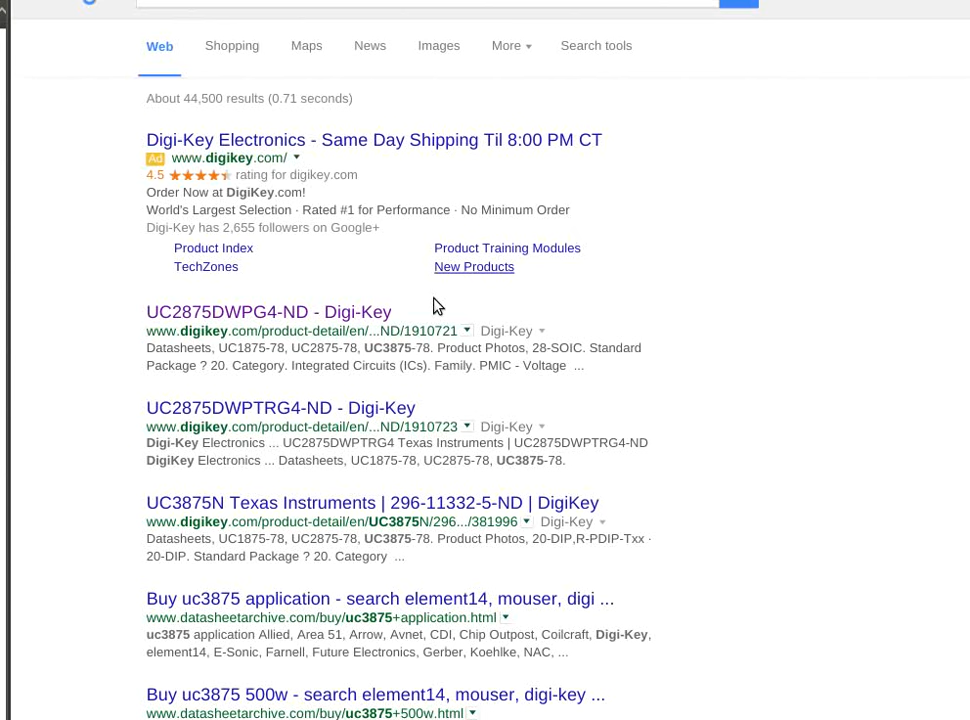 Web Shopping Maps News Images More Search tools
About 44,500 results (0.71 seconds)
Digi-Key Electronics - Same Day Shipping Til 8:00 PM CT
Ad www.digikey.com/
4.5 rating for digikey.com
Order Now at DigiKey.com!
World's Largest Selection · Rated #1 for Performance · No Minimum Order
Digi-Key has 2,655 followers on Google+
Product Index Product Training Modules
TechZones New Products
UC2875DWPG4-ND - Digi-Key
www.digikey.com/product-detail/en/...ND/1910721 Digi-Key
Datasheets, UC1875-78, UC2875-78, UC3875-78. Product Photos, 28-SOIC. Standard
Package ? 20. Category. Integrated Circuits (ICs). Family. PMIC - Voltage ...
UC2875DWPTRG4-ND - Digi-Key
www.digikey.com/product-detail/en/...ND/1910723 Digi-Key
Digi-Key Electronics ... UC2875DWPTRG4 Texas Instruments | UC2875DWPTRG4-ND
DigiKey Electronics ... Datasheets, UC1875-78, UC2875-78, UC3875-78.
UC3875N Texas Instruments | 296-11332-5-ND | DigiKey
www.digikey.com/product-detail/en/UC3875N/296.../381996 Digi-Key
Datasheets, UC1875-78, UC2875-78, UC3875-78. Product Photos, 20-DIP,R-PDIP-Txx ·
20-DIP. Standard Package ? 20. Category ...
Buy uc3875 application - search element14, mouser, digi ...
www.datasheetarchive.com/buy/uc3875+application.html
uc3875 application Allied, Area 51, Arrow, Avnet, CDI, Chip Outpost, Coilcraft, Digi-Key,
element14, E-Sonic, Farnell, Future Electronics, Gerber, Koehlke, NAC, ...
Buy uc3875 500w - search element14, mouser, digi-key ...
www.datasheetarchive.com/buy/uc3875+500w.html